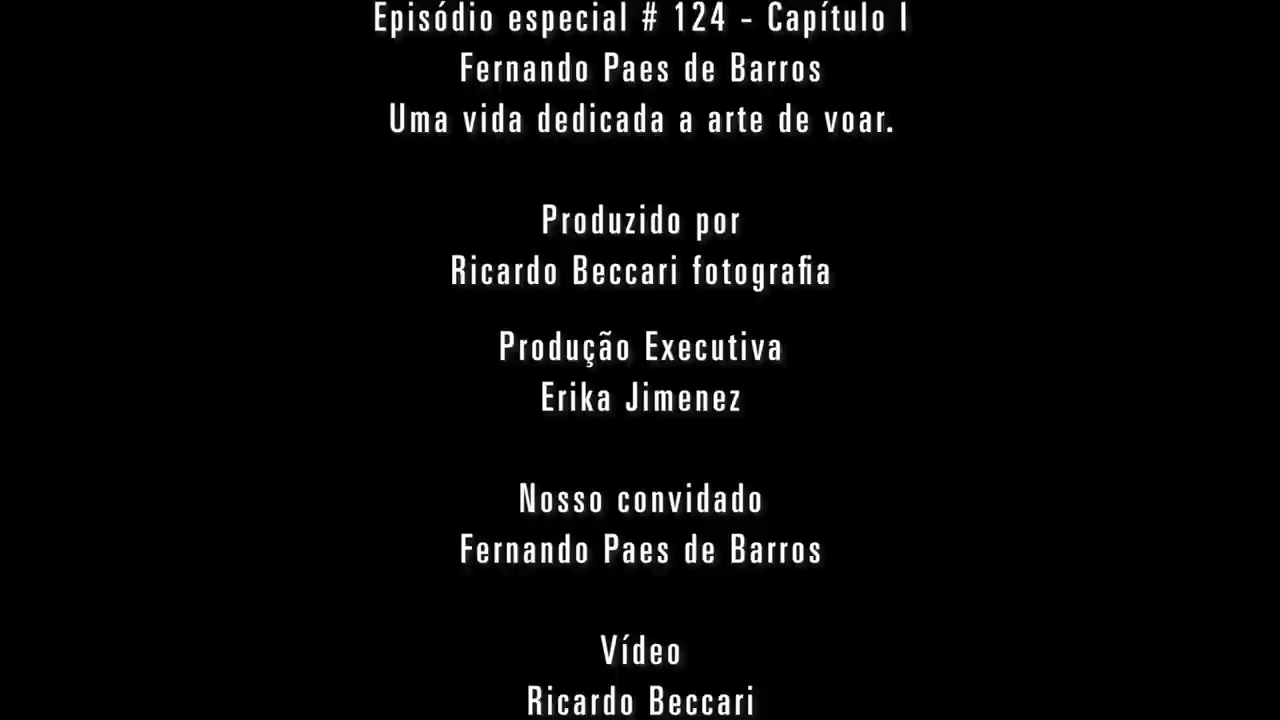 Episódio especial # 124 - Capítulo I
Fernando Paes de Barros
Uma vida dedicada a arte de voar.
Produzido por
Ricardo Beccari fotografia
Produção Executiva
Erika Jimenez
Nosso convidado
Fernando Paes de Barros
Vídeo
Ricardo Beccari